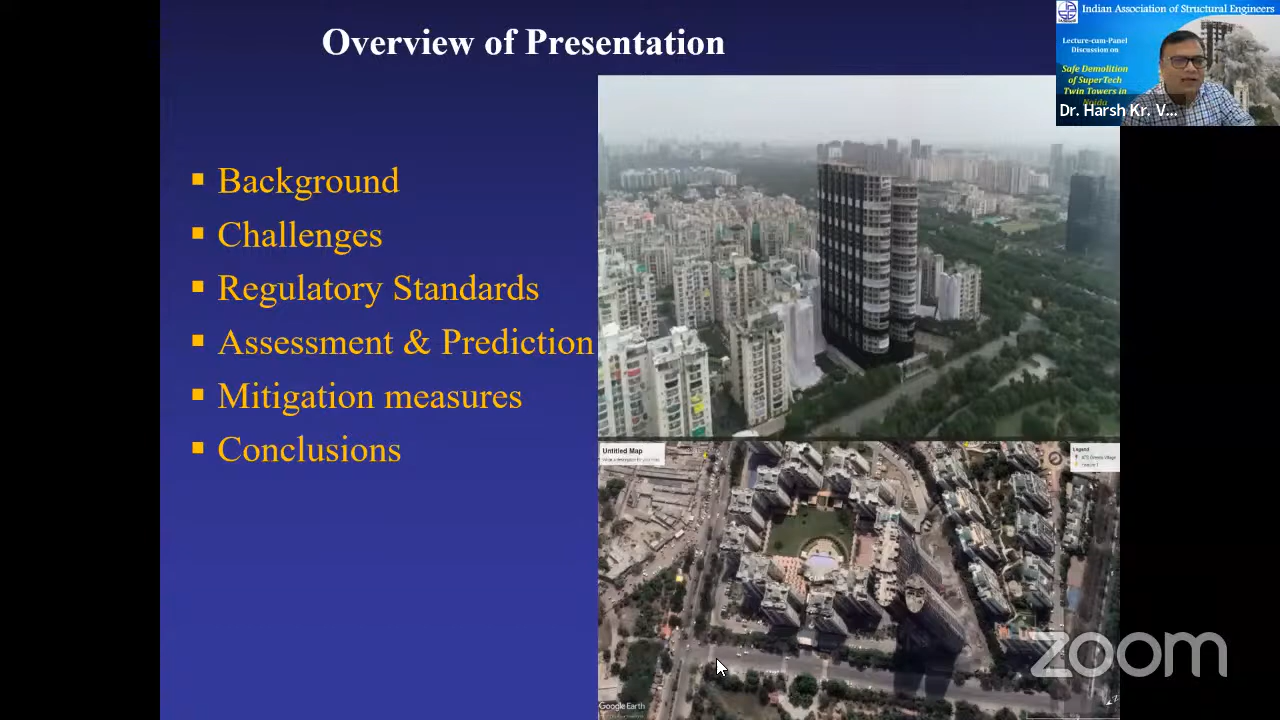 Overview of Presentation
Background
Challenges
Regulatory Standards
Assessment & Prediction
Mitigation measures
Conclusions
Indian Association of Structural Engineers
Lecture-cum-Panel
Discussion on
Safe Demolition
of SuperTech
Twin Towers in
Noida
Dr. Harsh Kr. V...
Untitled Map
Legend
Google Earth
zoom